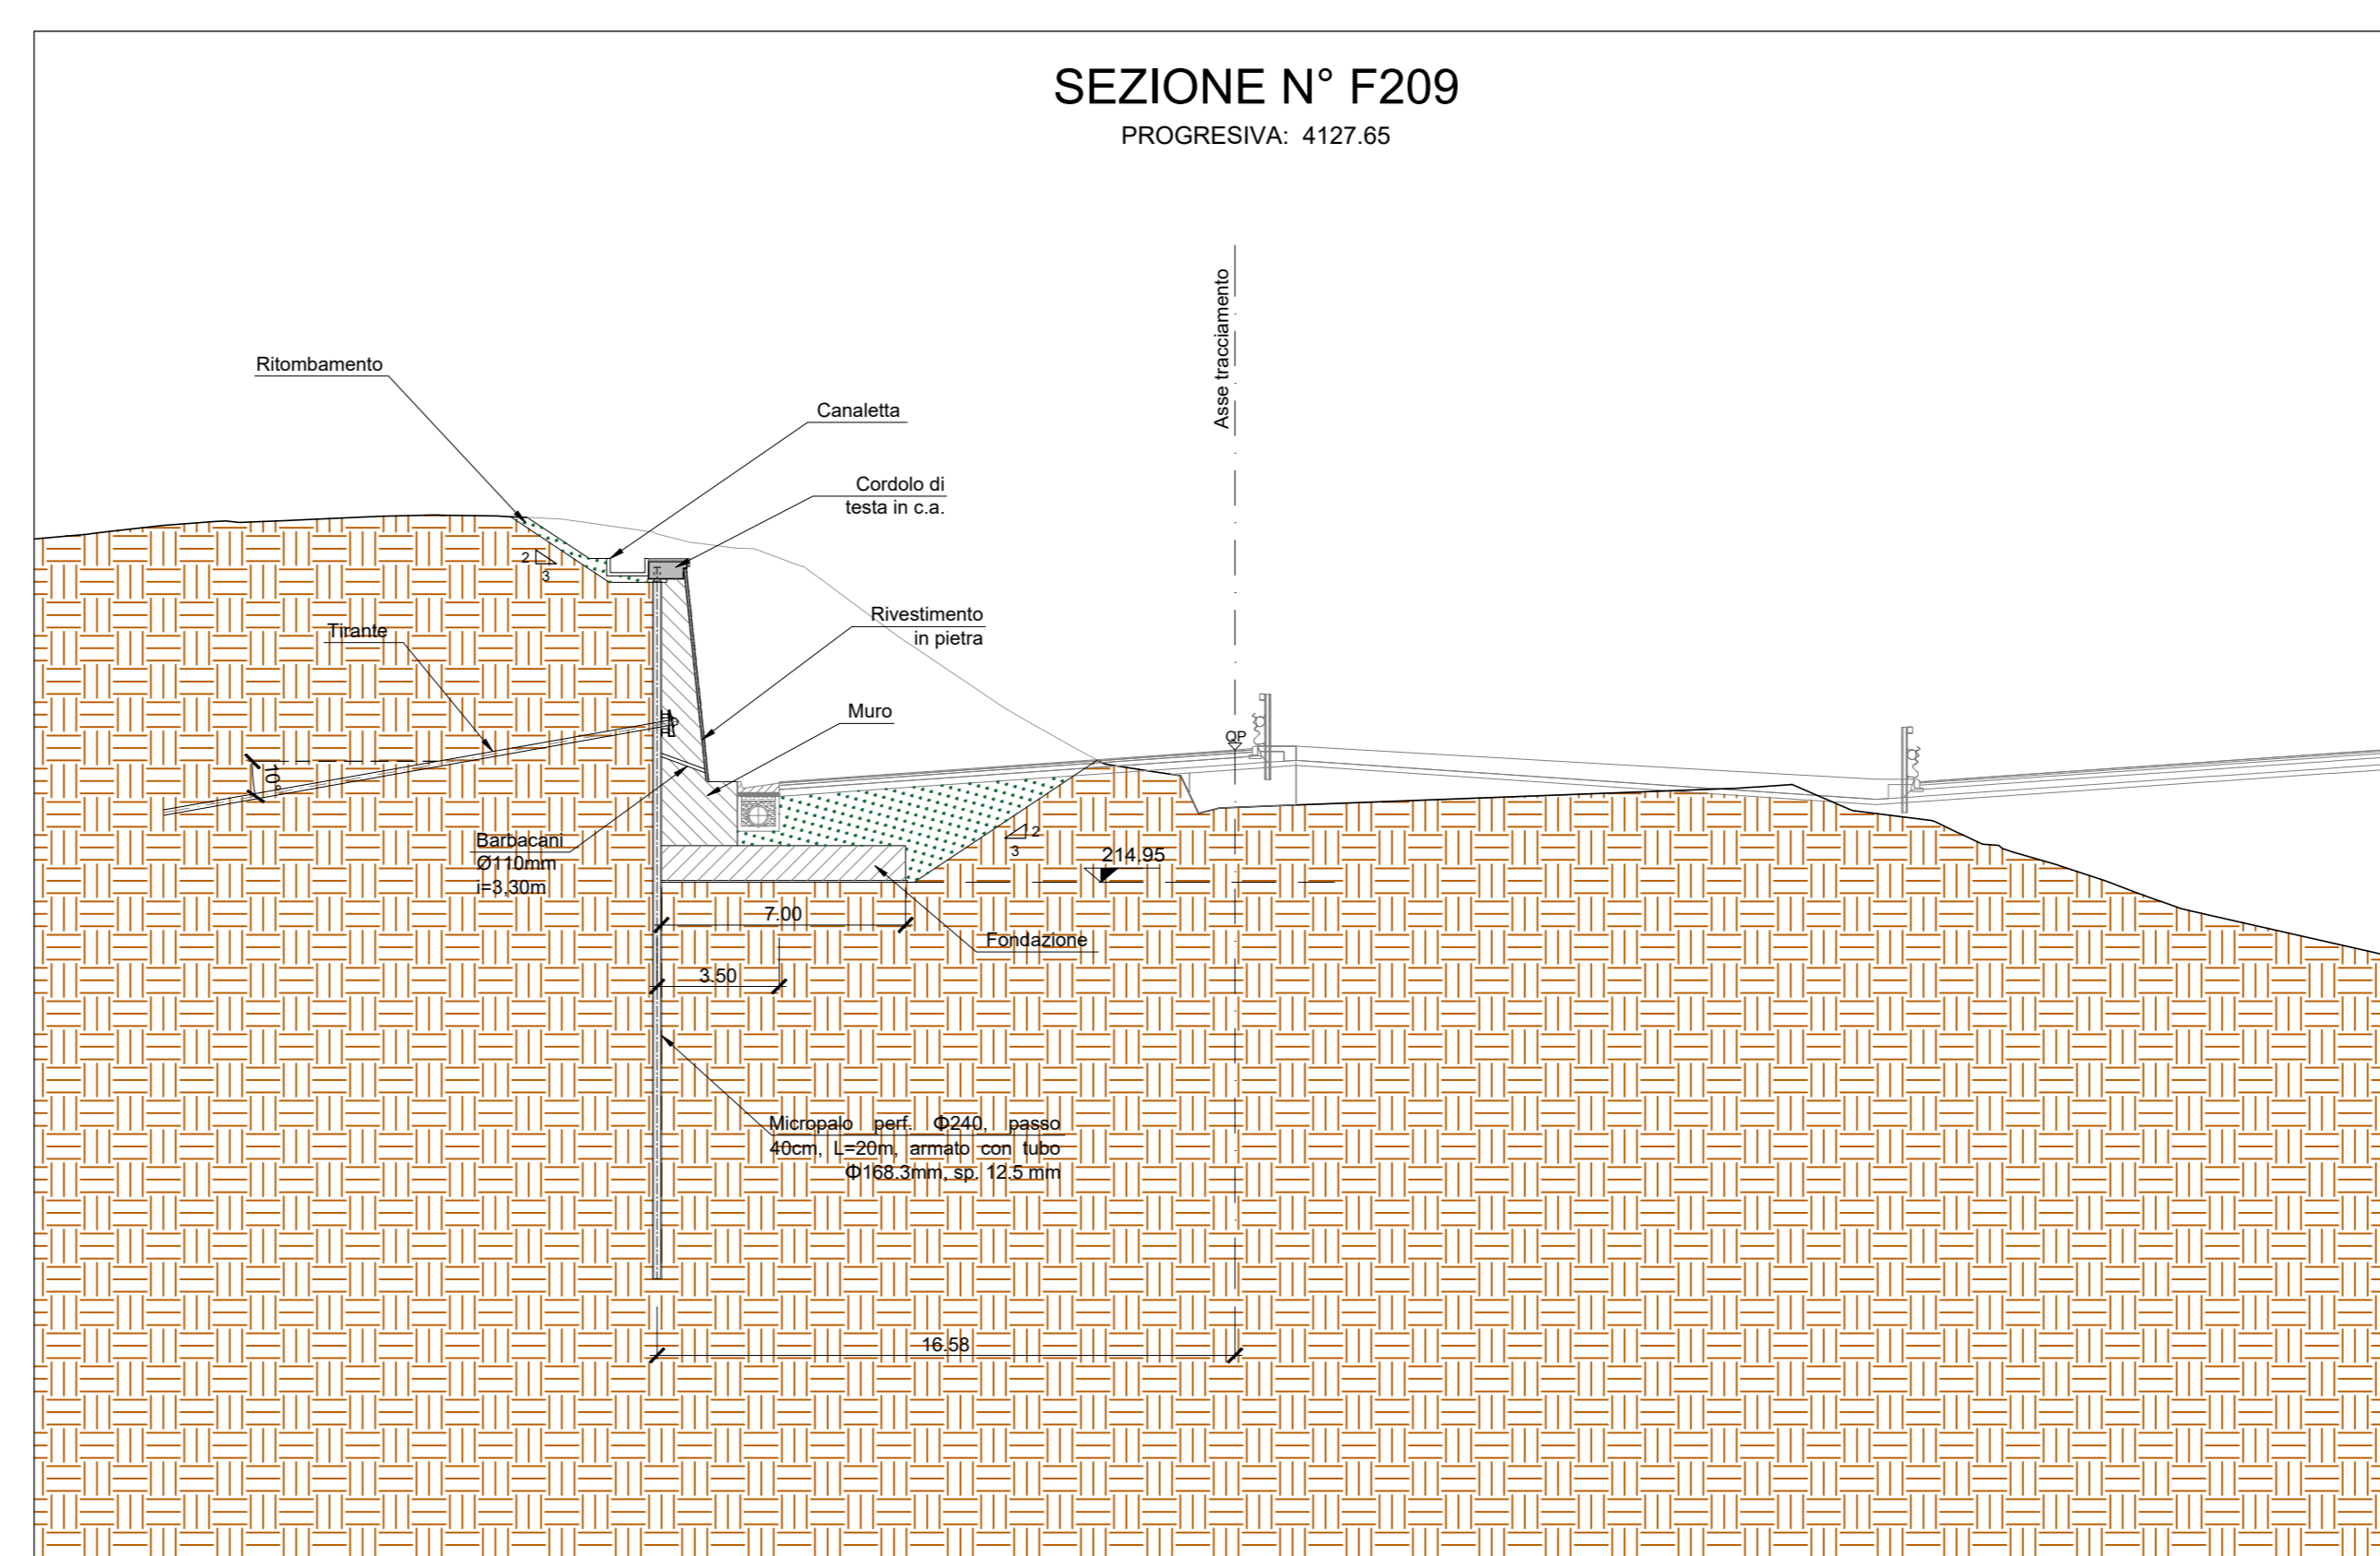 SEZIONE N° F209
PROGRESIVA: 4127.65
Asse tracciamento
Ritombamento
Canaletta
Cordolo di
testa in c.a.
2
3
Rivestimento
in pietra
Tirante
Muro
QP
10°
Barbacani
Ø110mm
i=3,30m
2
3
214.95
7.00
Fondazione
3.50
Micropalo perf. Φ240, passo
40cm, L=20m, armato con tubo
Φ168.3mm, sp. 12.5 mm
16.58